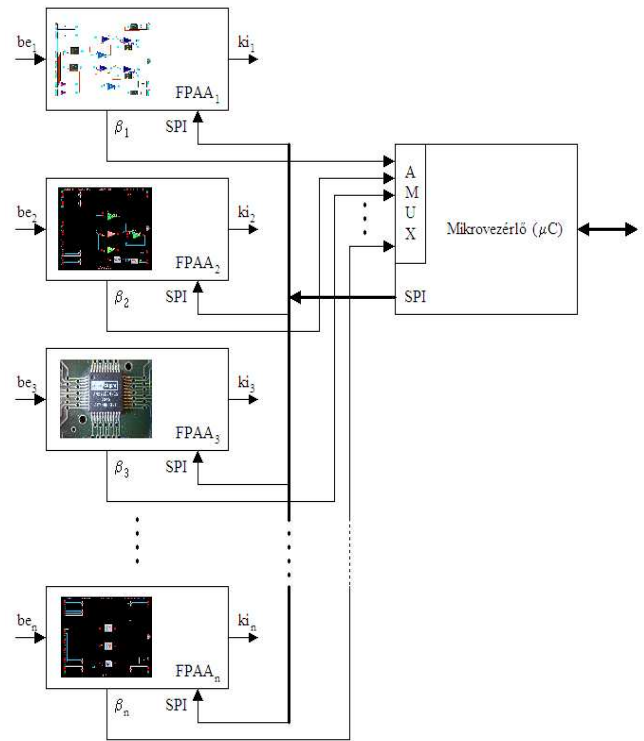 be₁
ki₁
FPAA₁
β₁
SPI
be₂
ki₂
FPAA₂
β₂
SPI
be₃
ki₃
FPAA₃
β₃
SPI
beₙ
kiₙ
FPAAₙ
βₙ
SPI
A
M
U
X
Mikrovezérlő (μC)
SPI